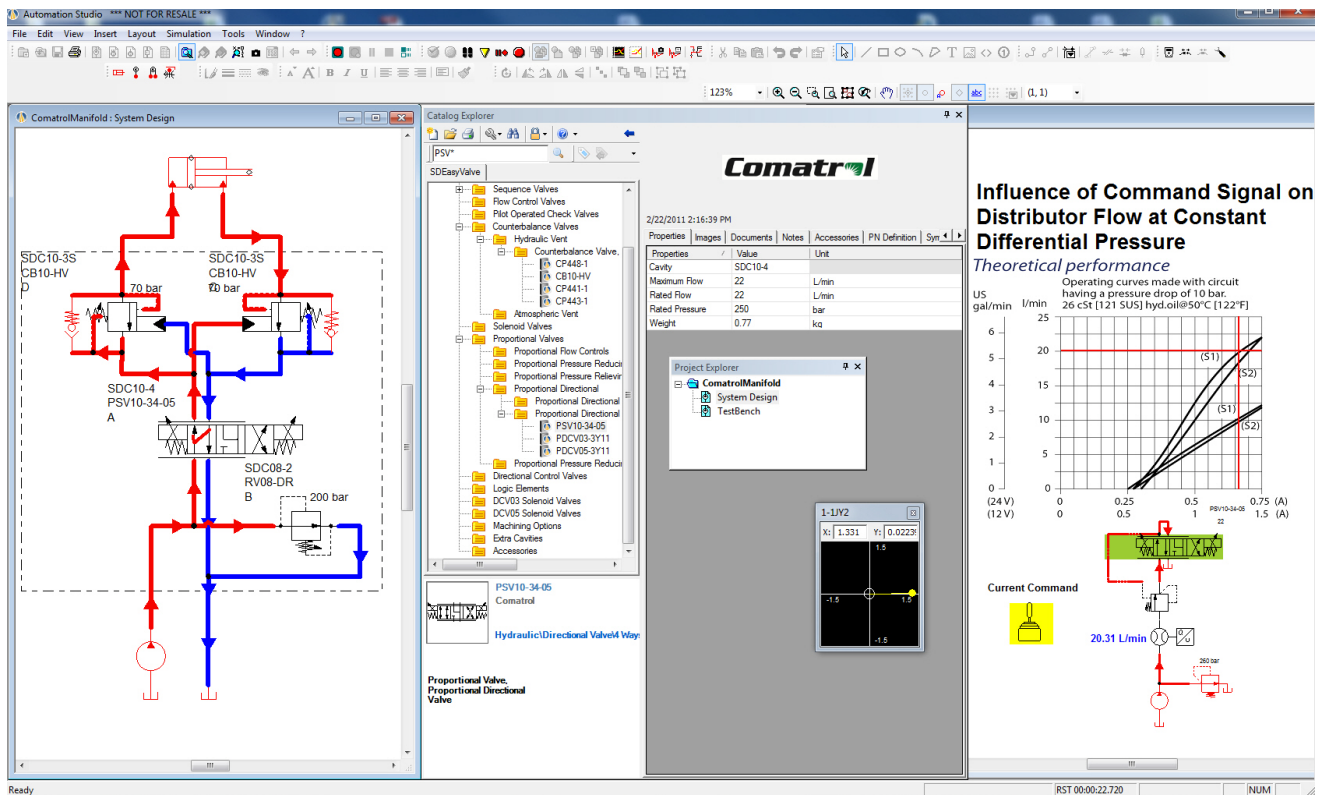 Automation Studio *** NOT FOR RESALE ***
File Edit View Insert Layout Simulation Tools Window ?
123%
abc
(1, 1)
ComatrolManifold : System Design
SDC10-3S
CB10-HV
D
70 bar
SDC10-3S
CB10-HV
70 bar
SDC10-4
PSV10-34-05
A
SDC08-2
RV08-DR
B
200 bar
Catalog Explorer
PSV*
SDEasyValve
Sequence Valves
Flow Control Valves
Pilot Operated Check Valves
Counterbalance Valves
Hydraulic Vent
Counterbalance Valve,
CP448-1
CB10-HV
CP441-1
CP443-1
Atmospheric Vent
Solenoid Valves
Proportional Valves
Proportional Flow Controls
Proportional Pressure Reducin
Proportional Pressure Relievin
Proportional Directional
Proportional Directional
Proportional Directional
PSV10-34-05
PDCV03-3Y11
PDCV05-3Y11
Proportional Pressure Reducin
Directional Control Valves
Logic Elements
DCV03 Solenoid Valves
DCV05 Solenoid Valves
Machining Options
Extra Cavities
Accessories
PSV10-34-05
Comatrol
Hydraulic\Directional Valve\4 Way
Proportional Valve,
Proportional Directional
Valve
Comatrol
2/22/2011 2:16:39 PM
Properties Images Documents Notes Accessories PN Definition Syn
Properties Value Unit
Cavity SDC10-4
Maximum Flow 22 L/min
Rated Flow 22 L/min
Rated Pressure 250 bar
Weight 0.77 kg
Project Explorer
ComatrolManifold
System Design
TestBench
1-1JY2
X: 1.331 Y: 0.0223
1.5
-1.5 1.5
-1.5
Influence of Command Signal on
Distributor Flow at Constant
Differential Pressure
Theoretical performance
Operating curves made with circuit
having a pressure drop of 10 bar.
26 cSt [121 SUS] hyd.oil@50°C [122°F]
US
gal/min l/min
25
6
20
5
(S1)
(S2)
4
15
3
(S1)
10
(S2)
2
5
1
0 0
(24 V) 0 0.25 0.5 0.75 (A)
(12 V) 0 0.5 1 1.5 (A)
PSV10-34-05
22
Current Command
20.31 L/min
250 bar
Ready
RST 00:00:22.720
NUM